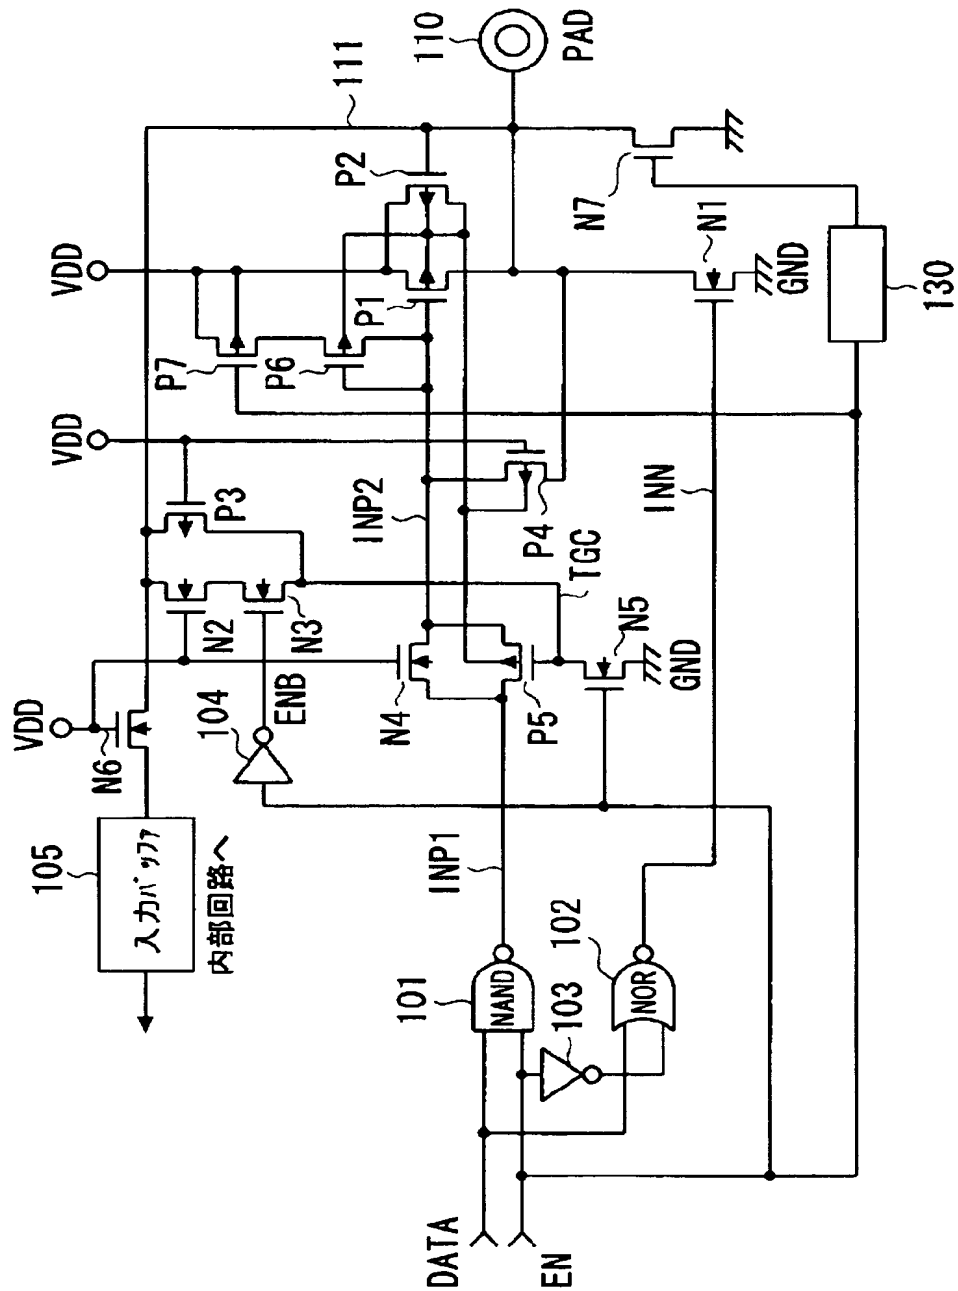 110
PAD
111
P2
N7
VDD
P1
N1
GND
130
P7
P6
VDD
P3
INP2
P4
INN
TGC
N2
N3
N5
GND
VDD
N4
P5
N6
104
ENB
105
入力バッファ
内部回路へ
INP1
101
NAND
102
NOR
103
DATA
EN